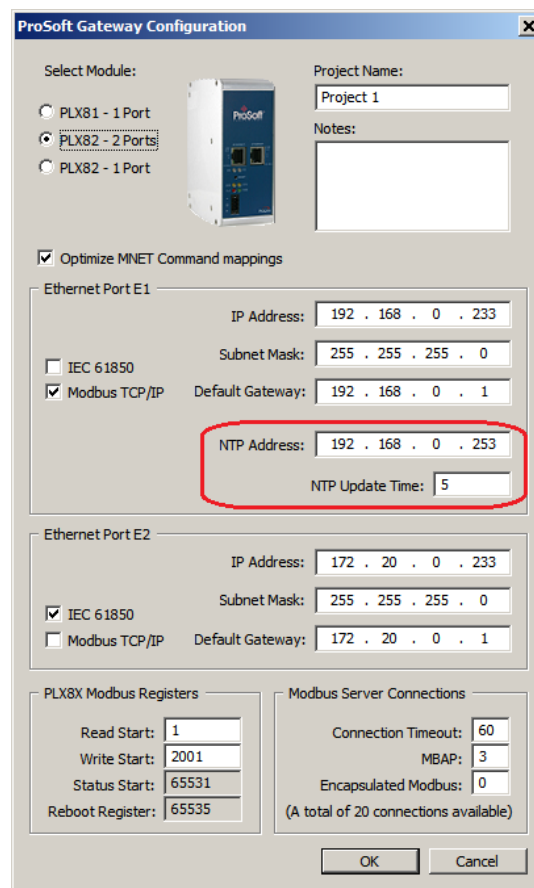 ProSoft Gateway Configuration
Select Module:
PLX81 - 1 Port
PLX82 - 2 Ports
PLX82 - 1 Port
ProSoft
Project Name:
Project 1
Notes:
Optimize MNET Command mappings
Ethernet Port E1
IP Address: 192 . 168 . 0 . 233
Subnet Mask: 255 . 255 . 255 . 0
IEC 61850
Modbus TCP/IP
Default Gateway: 192 . 168 . 0 . 1
NTP Address: 192 . 168 . 0 . 253
NTP Update Time: 5
Ethernet Port E2
IP Address: 172 . 20 . 0 . 233
Subnet Mask: 255 . 255 . 255 . 0
IEC 61850
Modbus TCP/IP
Default Gateway: 172 . 20 . 0 . 1
PLX8X Modbus Registers
Read Start: 1
Write Start: 2001
Status Start: 65531
Reboot Register: 65535
Modbus Server Connections
Connection Timeout: 60
MBAP: 3
Encapsulated Modbus: 0
(A total of 20 connections available)
OK
Cancel